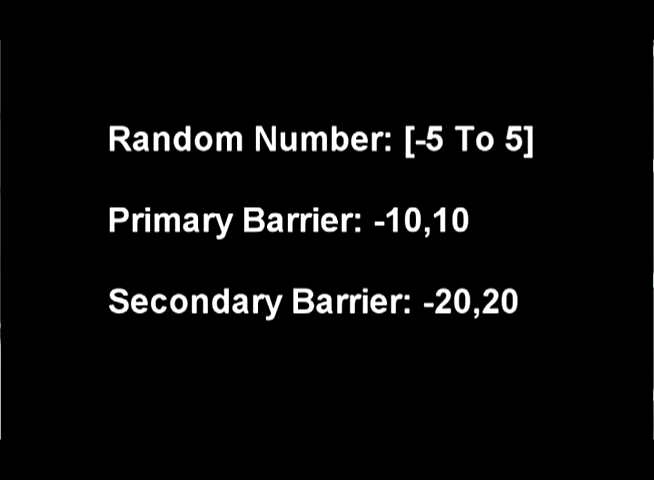 Random Number: [-5 To 5]
Primary Barrier: -10,10
Secondary Barrier: -20,20